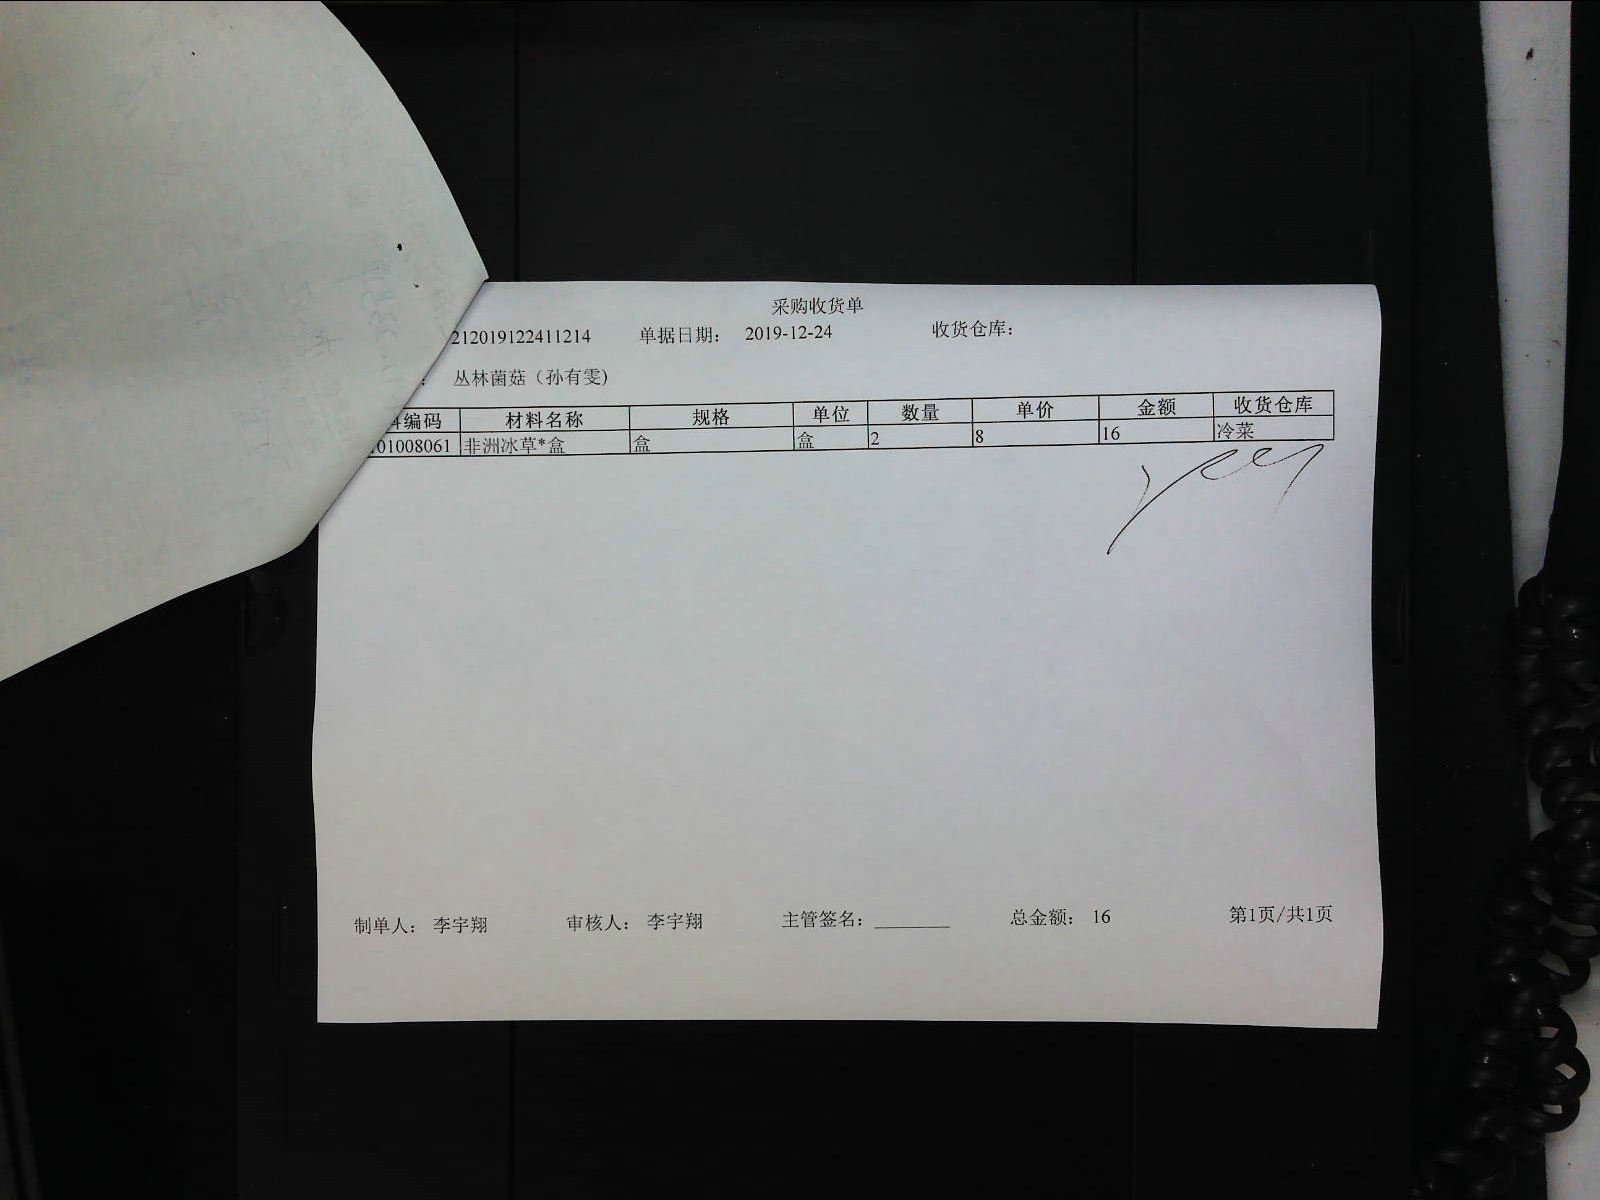 采购收货单
212019122411214 单据日期： 2019-12-24 收货仓库：
： 丛林菌菇（孙有雯)
编码 材料名称 规格 单位 数量 单价 金额 收货仓库
01008061 非洲冰草*盒 盒 盒 2 8 16 冷菜
制单人： 李宇翔 审核人： 李宇翔 主管签名： 总金额： 16 第1页/共1页